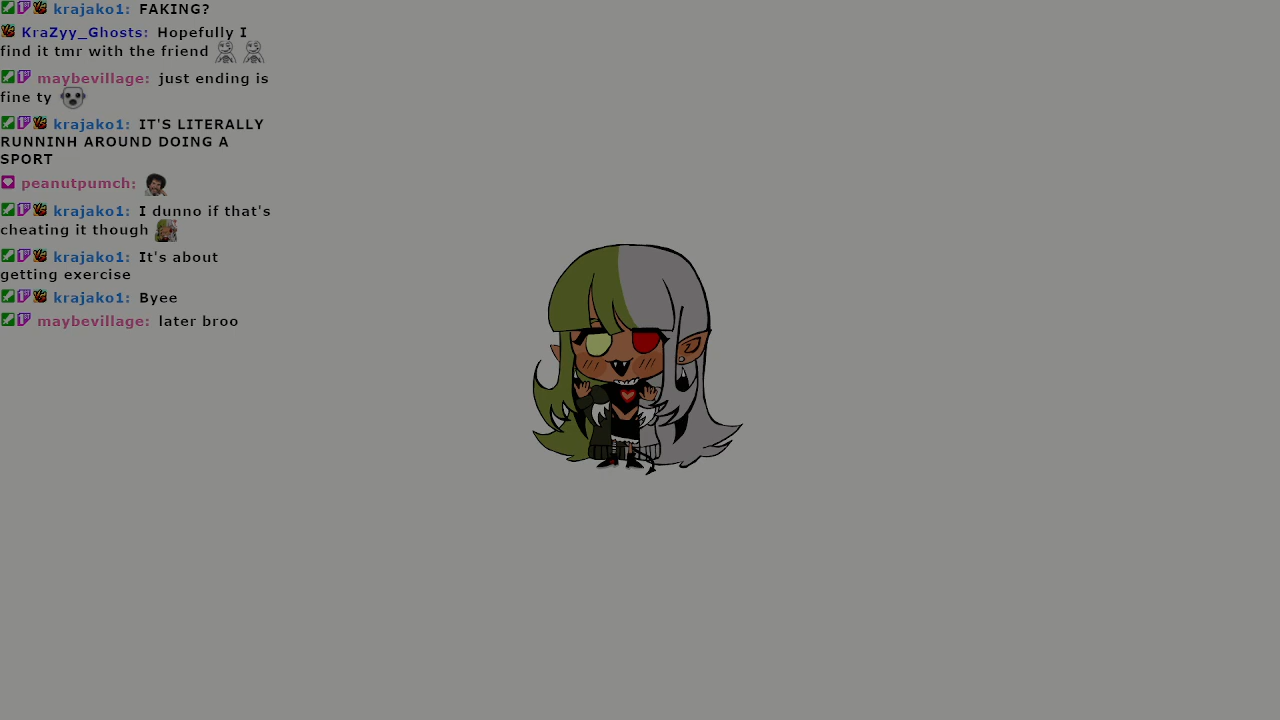 krajako1: FAKING?
KraZyy_Ghosts: Hopefully I
find it tmr with the friend
maybevillage: just ending is
fine ty
krajako1: IT'S LITERALLY
RUNNINH AROUND DOING A
SPORT
peanutpumch:
krajako1: I dunno if that's
cheating it though
krajako1: It's about
getting exercise
krajako1: Byee
maybevillage: later broo